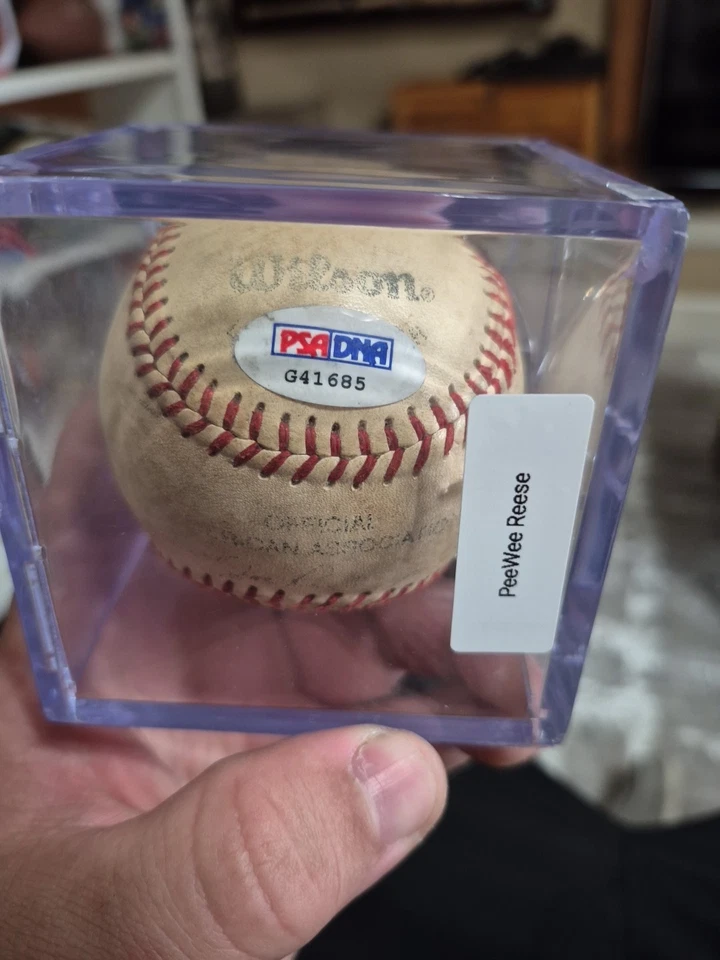 Wilson
PSA DNA
G41685
OFFICIAL
PeeWee Reese